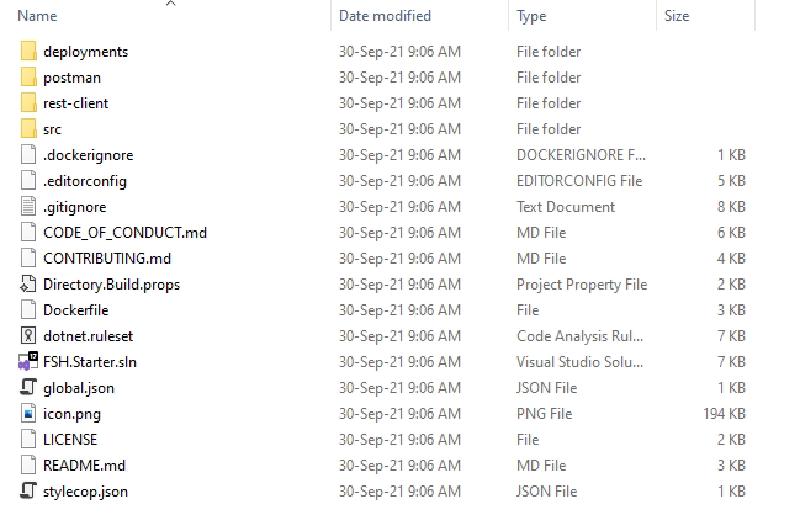 Name Date modified Type Size
deployments 30-Sep-21 9:06 AM File folder
postman 30-Sep-21 9:06 AM File folder
rest-client 30-Sep-21 9:06 AM File folder
src 30-Sep-21 9:06 AM File folder
.dockerignore 30-Sep-21 9:06 AM DOCKERIGNORE F... 1 KB
.editorconfig 30-Sep-21 9:06 AM EDITORCONFIG File 5 KB
.gitignore 30-Sep-21 9:06 AM Text Document 8 KB
CODE_OF_CONDUCT.md 30-Sep-21 9:06 AM MD File 6 KB
CONTRIBUTING.md 30-Sep-21 9:06 AM MD File 4 KB
Directory.Build.props 30-Sep-21 9:06 AM Project Property File 2 KB
Dockerfile 30-Sep-21 9:06 AM File 3 KB
dotnet.ruleset 30-Sep-21 9:06 AM Code Analysis Rul... 7 KB
FSH.Starter.sln 30-Sep-21 9:06 AM Visual Studio Solu... 7 KB
global.json 30-Sep-21 9:06 AM JSON File 1 KB
icon.png 30-Sep-21 9:06 AM PNG File 194 KB
LICENSE 30-Sep-21 9:06 AM File 2 KB
README.md 30-Sep-21 9:06 AM MD File 3 KB
stylecop.json 30-Sep-21 9:06 AM JSON File 1 KB